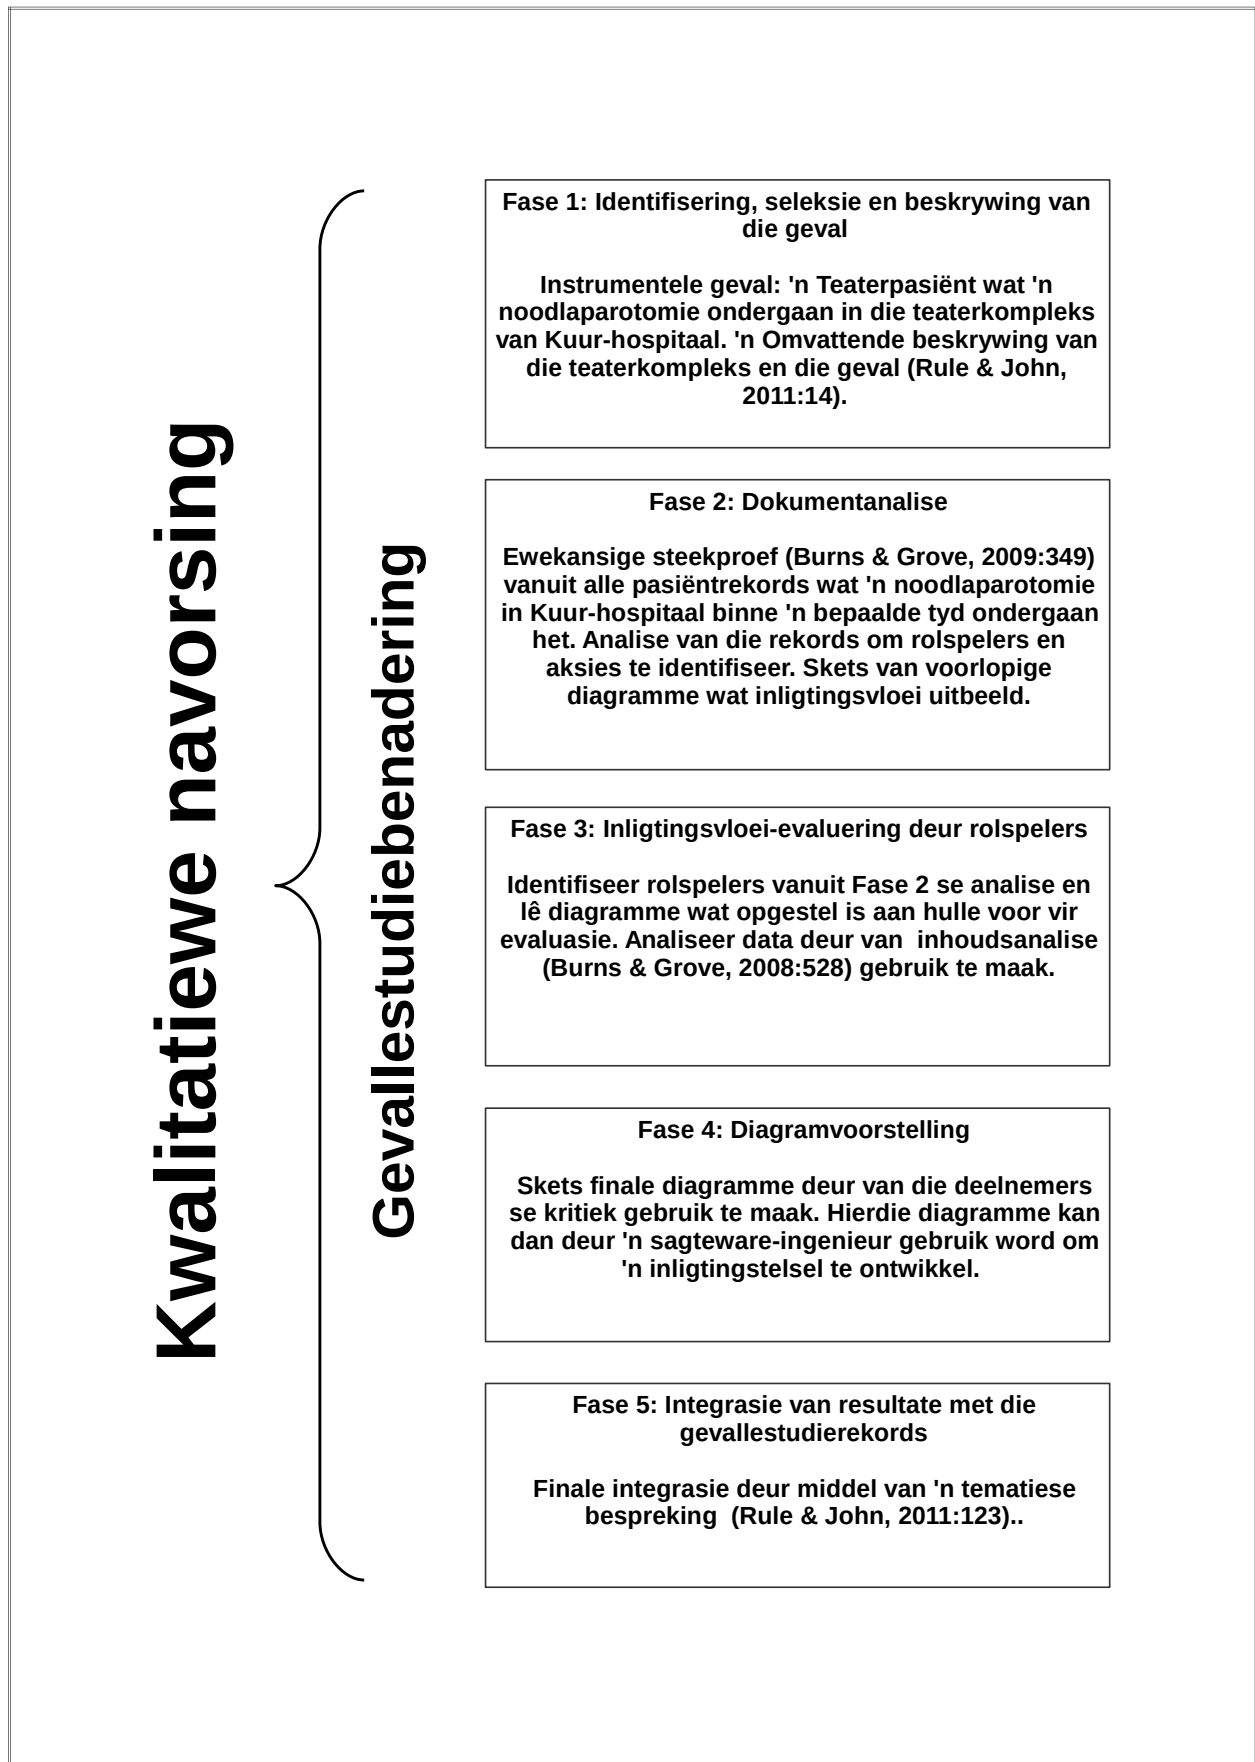 Kwalitatiewe navorsing
Gevallestudiebenadering
Fase 1: Identifisering, seleksie en beskrywing van
die geval
Instrumentele geval: 'n Teaterpasiënt wat 'n
noodlaparotomie ondergaan in die teaterkompleks
van Kuur-hospitaal. 'n Omvattende beskrywing van
die teaterkompleks en die geval (Rule & John,
2011:14).
Fase 2: Dokumentanalise
Ewekansige steekproef (Burns & Grove, 2009:349)
vanuit alle pasiëntrekords wat 'n noodlaparotomie
in Kuur-hospitaal binne 'n bepaalde tyd ondergaan
het. Analise van die rekords om rolspelers en
aksies te identifiseer. Skets van voorlopige
diagramme wat inligtingsvloei uitbeeld.
Fase 3: Inligtingsvloei-evaluering deur rolspelers
Identifiseer rolspelers vanuit Fase 2 se analise en
lê diagramme wat opgestel is aan hulle voor vir
evaluasie. Analiseer data deur van  inhoudsanalise
(Burns & Grove, 2008:528) gebruik te maak.
Fase 4: Diagramvoorstelling
Skets finale diagramme deur van die deelnemers
se kritiek gebruik te maak. Hierdie diagramme kan
dan deur 'n sagteware-ingenieur gebruik word om
'n inligtingstelsel te ontwikkel.
Fase 5: Integrasie van resultate met die
gevallestudierekords
Finale integrasie deur middel van 'n tematiese
bespreking  (Rule & John, 2011:123)..